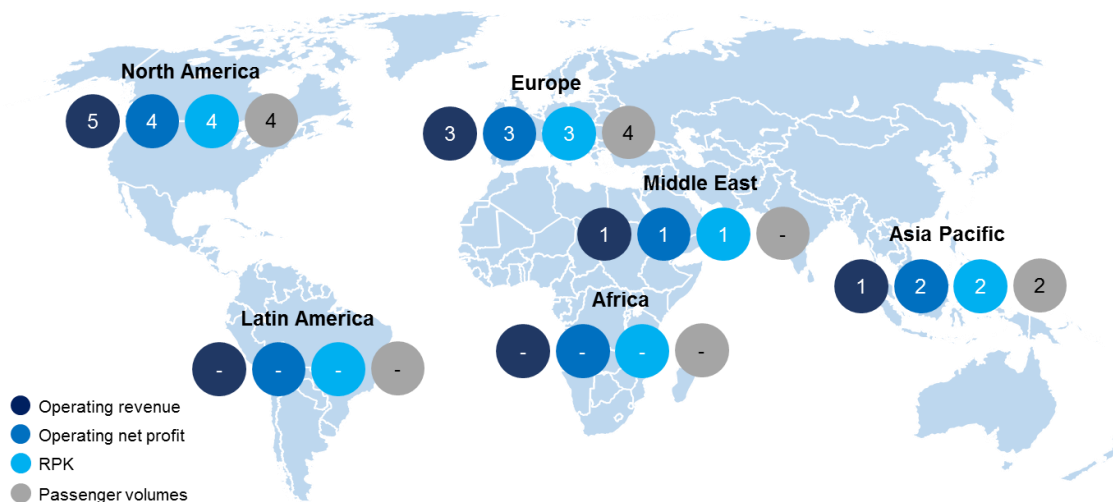 North America
5 4 4 4
Europe
3 3 3 4
Middle East
1 1 1 -
Asia Pacific
1 2 2 2
Africa
- - - -
Latin America
- - - -
Operating revenue
Operating net profit
RPK
Passenger volumes